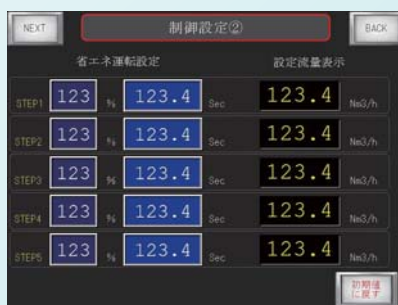 NEXT 制御設定② BACK
省エネ運転設定 設定流量表示
STEP1 123 % 123.4 Sec 123.4 Nm3/h
STEP2 123 % 123.4 Sec 123.4 Nm3/h
STEP3 123 % 123.4 Sec 123.4 Nm3/h
STEP4 123 % 123.4 Sec 123.4 Nm3/h
STEP5 123 % 123.4 Sec 123.4 Nm3/h
初期値
に戻す